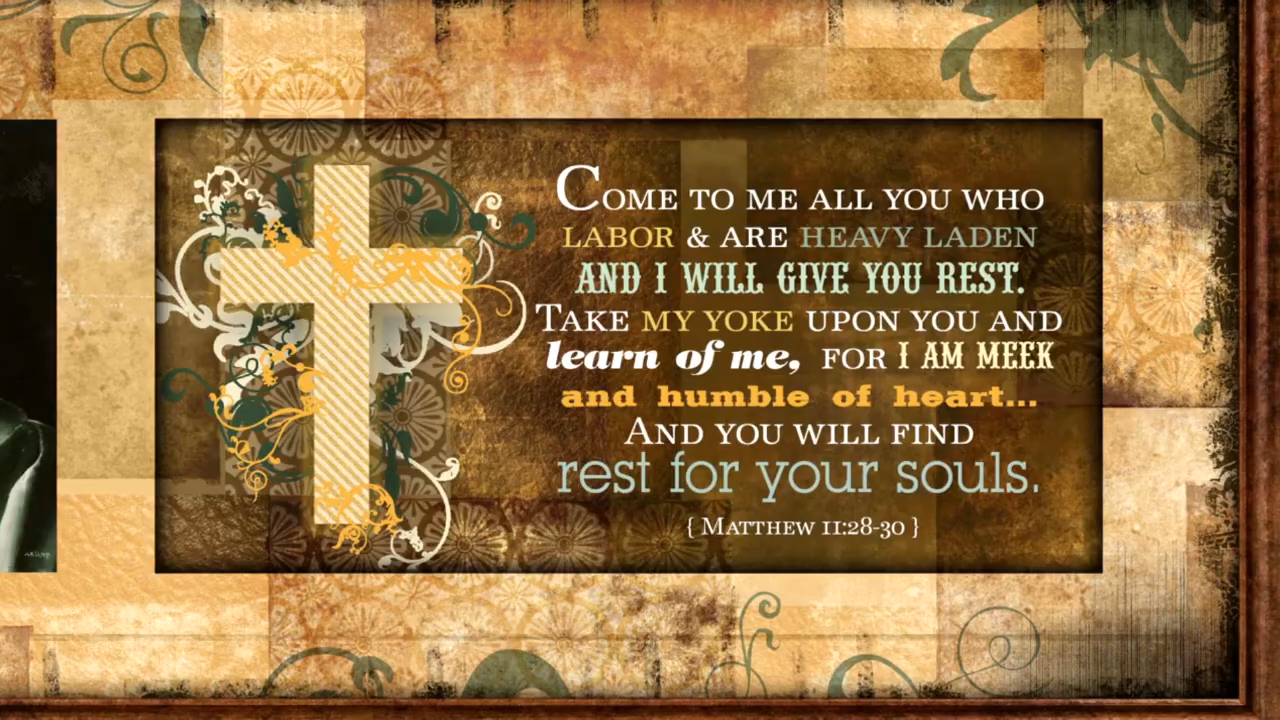 COME TO ME ALL YOU WHO
LABOR & ARE HEAVY LADEN
AND I WILL GIVE YOU REST.
TAKE MY YOKE UPON YOU AND
learn of me, FOR I AM MEEK
and humble of heart...
AND YOU WILL FIND
rest for your souls.
{ MATTHEW 11:28-30 }